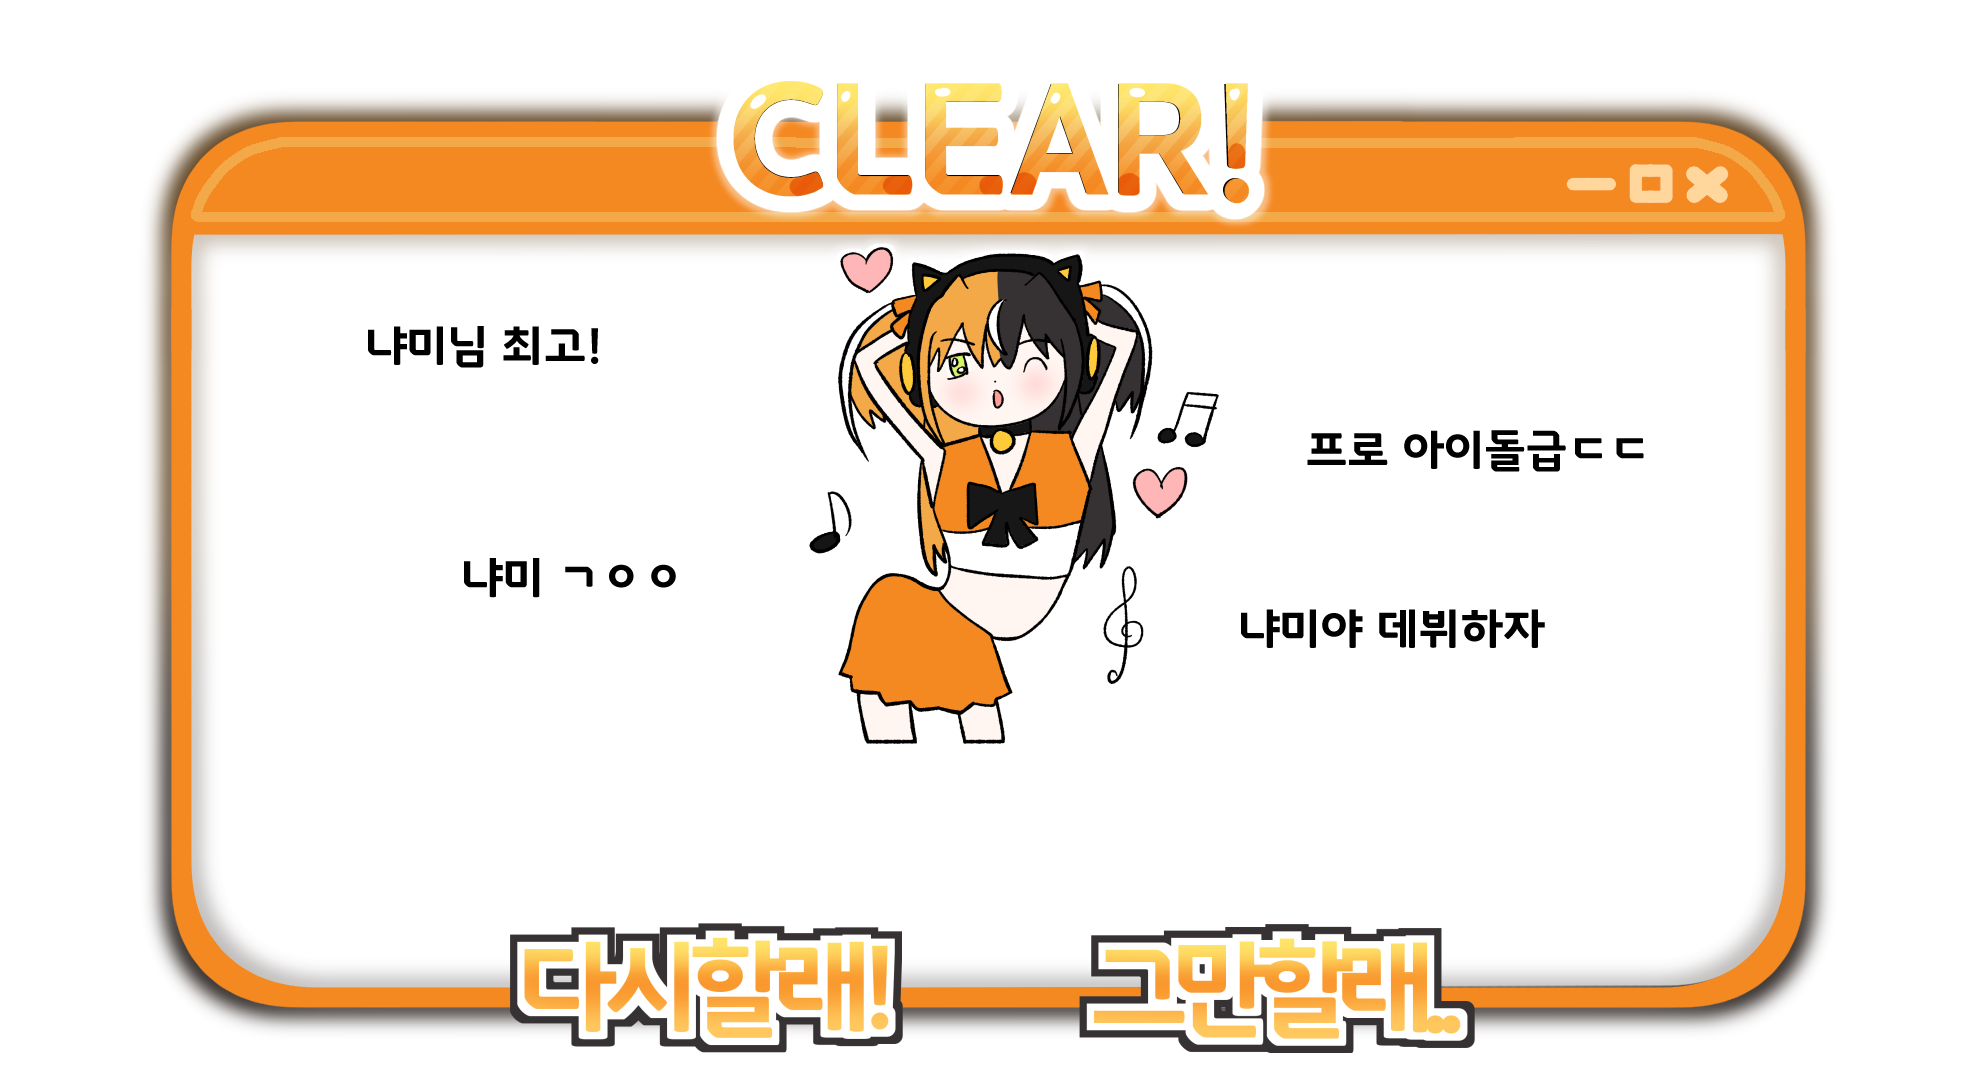 CLEAR!
냐미님 최고!
프로 아이돌급ㄷㄷ
냐미 ㄱㅇㅇ
냐미야 데뷔하자
다시할래!
그만할래..